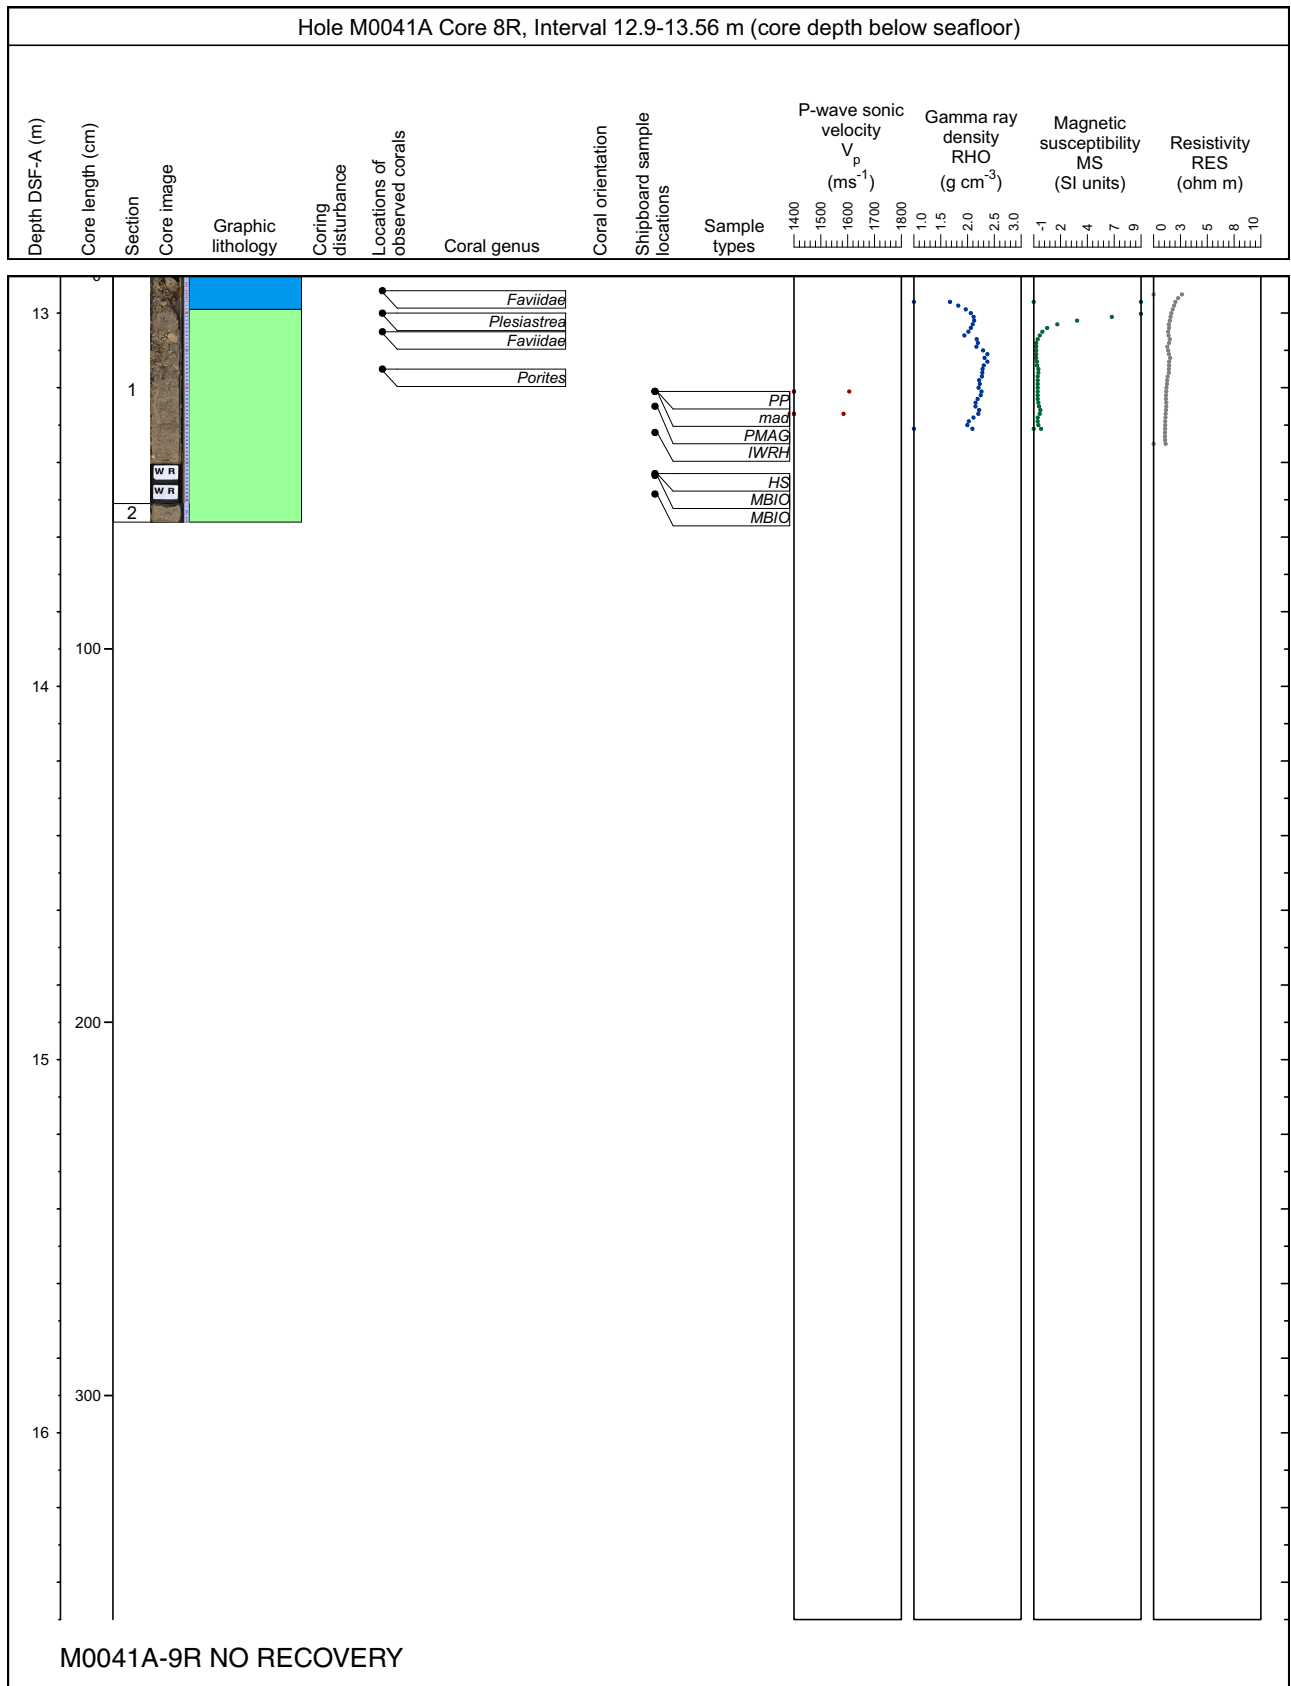 Hole M0041A Core 8R, Interval 12.9-13.56 m (core depth below seafloor)
Depth DSF-A (m)
Core length (cm)
Section
Core image
Graphic
lithology
Coring
disturbance
Locations of
observed corals
Coral genus
Coral orientation
Shipboard sample
locations
Sample
types
P-wave sonic
velocity
Vp
(ms-1)
1400
1500
1600
1700
1800
Gamma ray
density
RHO
(g cm-3)
1.0
1.5
2.0
2.5
3.0
Magnetic
susceptibility
MS
(SI units)
-1
2
4
7
9
Resistivity
RES
(ohm m)
0
3
5
8
10
Faviidae
13
Plesiastrea
Faviidae
Porites
1
PP
mad
PMAG
IWRH
W R
HS
W R
MBIO
2
MBIO
100
14
200
15
300
16
M0041A-9R NO RECOVERY